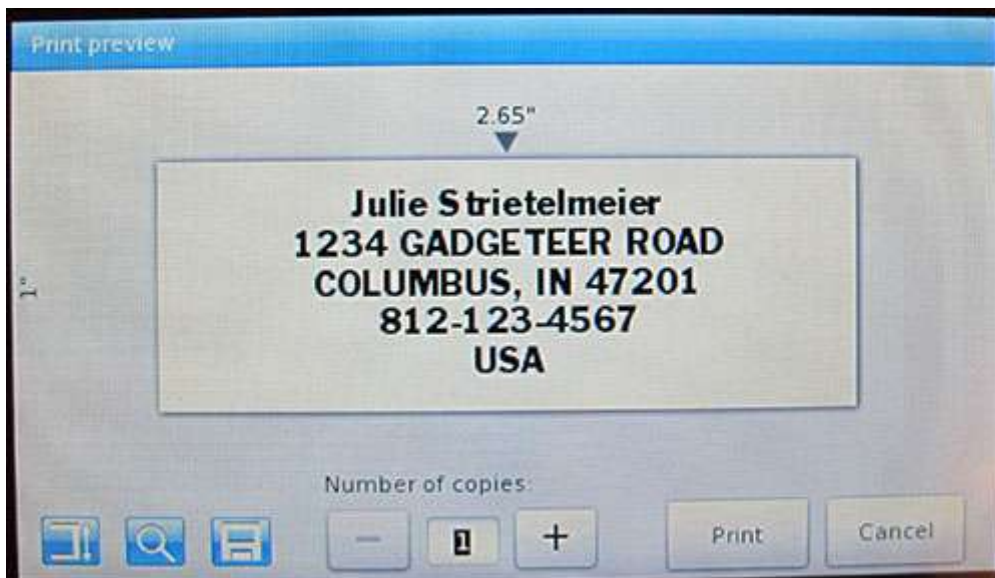 Print preview
2.65"
1"
Julie Strietelmeier
1234 GADGETEER ROAD
COLUMBUS, IN 47201
812-123-4567
USA
Number of copies:
1
Print
Cancel